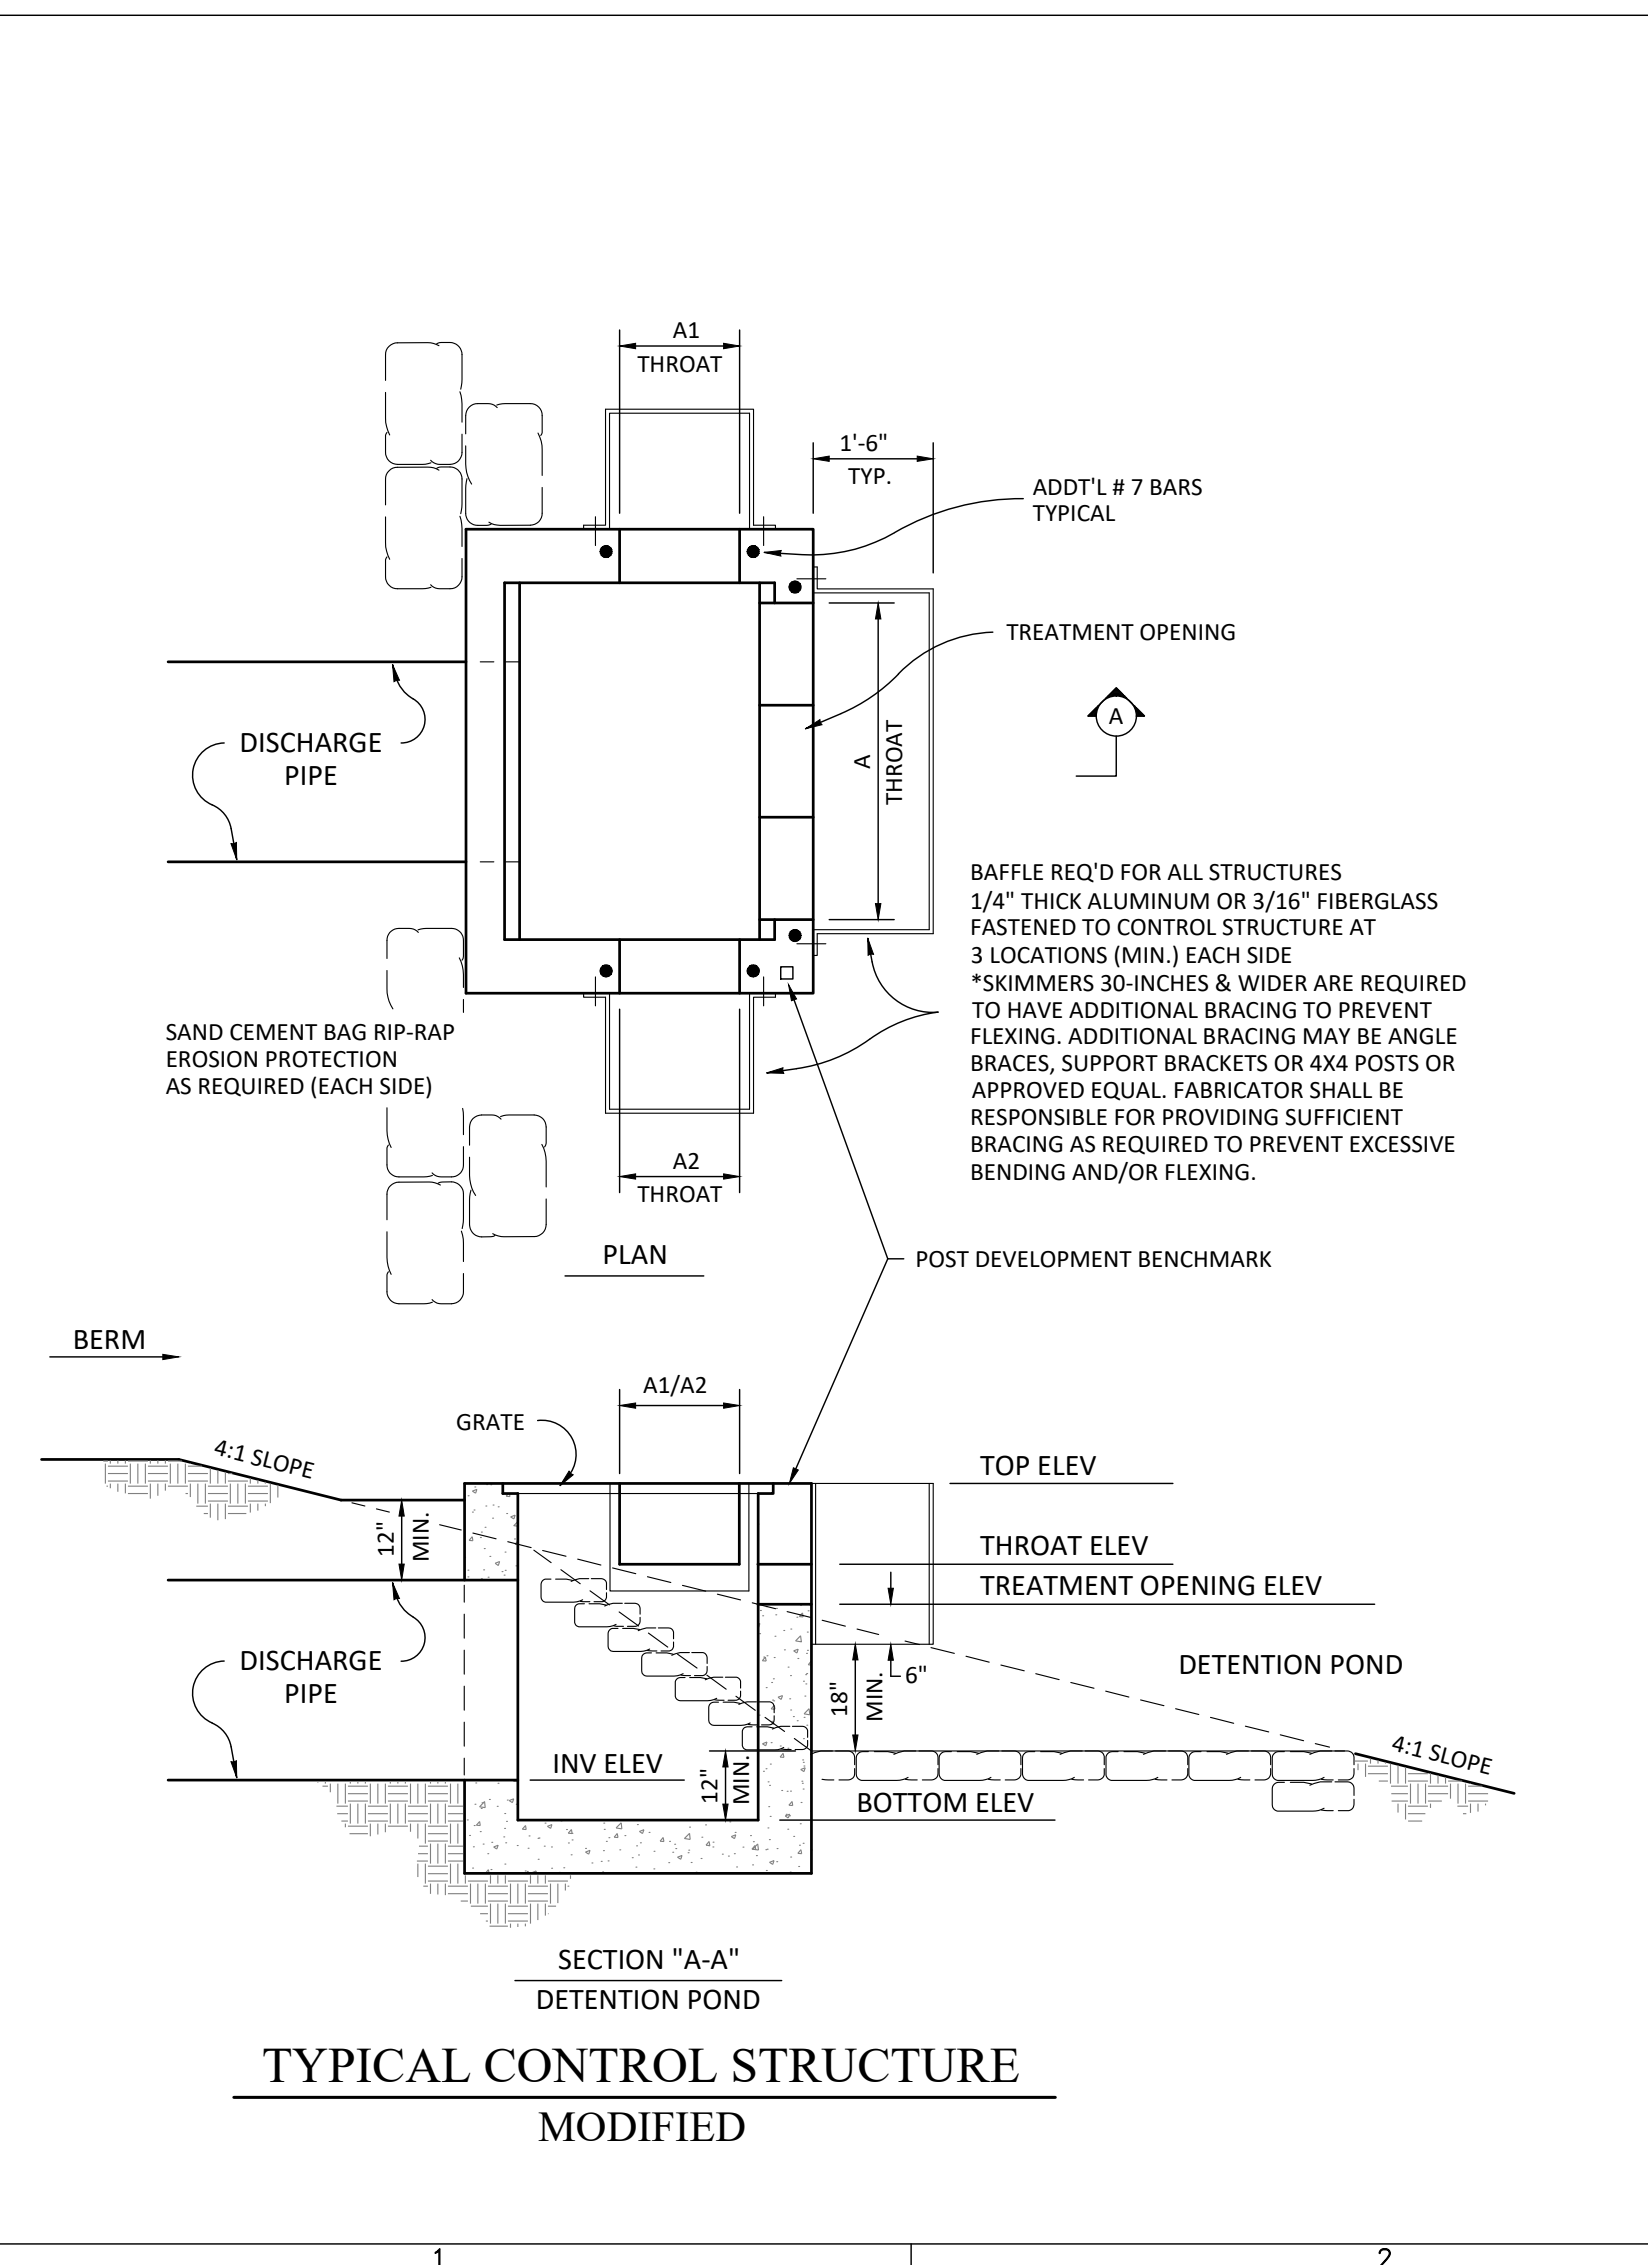 A1
THROAT
1'-6"
TYP.
ADDT'L # 7 BARS
TYPICAL
TREATMENT OPENING
A
THROAT
A
DISCHARGE
PIPE
BAFFLE REQ'D FOR ALL STRUCTURES
1/4" THICK ALUMINUM OR 3/16" FIBERGLASS
FASTENED TO CONTROL STRUCTURE AT
3 LOCATIONS (MIN.) EACH SIDE
*SKIMMERS 30-INCHES & WIDER ARE REQUIRED
TO HAVE ADDITIONAL BRACING TO PREVENT
FLEXING. ADDITIONAL BRACING MAY BE ANGLE
BRACES, SUPPORT BRACKETS OR 4X4 POSTS OR
APPROVED EQUAL. FABRICATOR SHALL BE
RESPONSIBLE FOR PROVIDING SUFFICIENT
BRACING AS REQUIRED TO PREVENT EXCESSIVE
BENDING AND/OR FLEXING.
SAND CEMENT BAG RIP-RAP
EROSION PROTECTION
AS REQUIRED (EACH SIDE)
A2
THROAT
PLAN
POST DEVELOPMENT BENCHMARK
BERM
A1/A2
GRATE
4:1 SLOPE
TOP ELEV
12"
MIN.
THROAT ELEV
TREATMENT OPENING ELEV
DISCHARGE
PIPE
DETENTION POND
6"
18"
MIN.
4:1 SLOPE
INV ELEV
12"
MIN.
BOTTOM ELEV
SECTION "A-A"
DETENTION POND
TYPICAL CONTROL STRUCTURE
MODIFIED
1
2